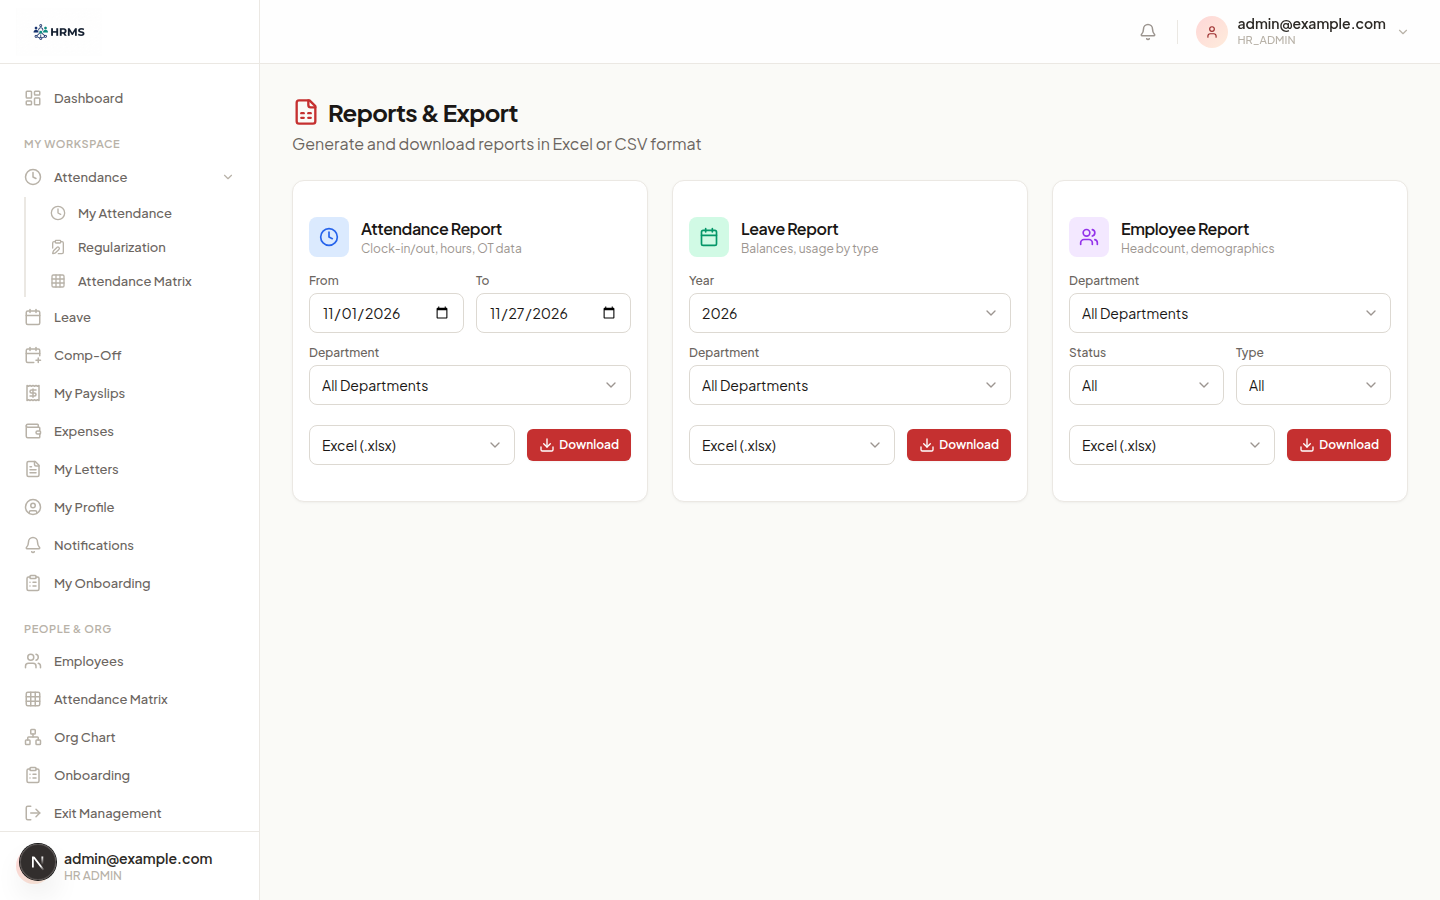 HRMS
admin@example.com
HR_ADMIN
Dashboard
MY WORKSPACE
Attendance
My Attendance
Regularization
Attendance Matrix
Leave
Comp-Off
My Payslips
Expenses
My Letters
My Profile
Notifications
My Onboarding
PEOPLE & ORG
Employees
Attendance Matrix
Org Chart
Onboarding
Exit Management
N
admin@example.com
HR ADMIN
Reports & Export
Generate and download reports in Excel or CSV format
Attendance Report
Clock-in/out, hours, OT data
From To
11/01/2026 11/27/2026
Department
All Departments
Excel (.xlsx) Download
Leave Report
Balances, usage by type
Year
2026
Department
All Departments
Excel (.xlsx) Download
Employee Report
Headcount, demographics
Department
All Departments
Status Type
All All
Excel (.xlsx) Download